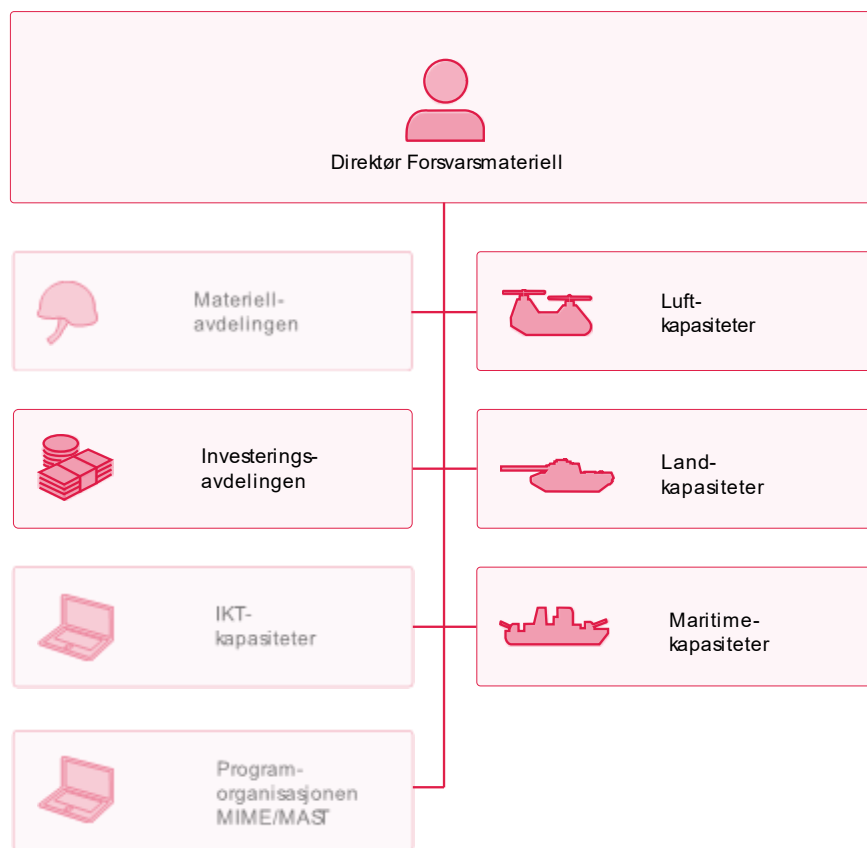 Direktør Forsvarsmateriell
Materiell-
avdelingen
Luft-
kapasiteter
Investerings-
avdelingen
Land-
kapasiteter
IKT-
kapasiteter
Maritime-
kapasiteter
Program-
organisasjonen
MIME/MAST